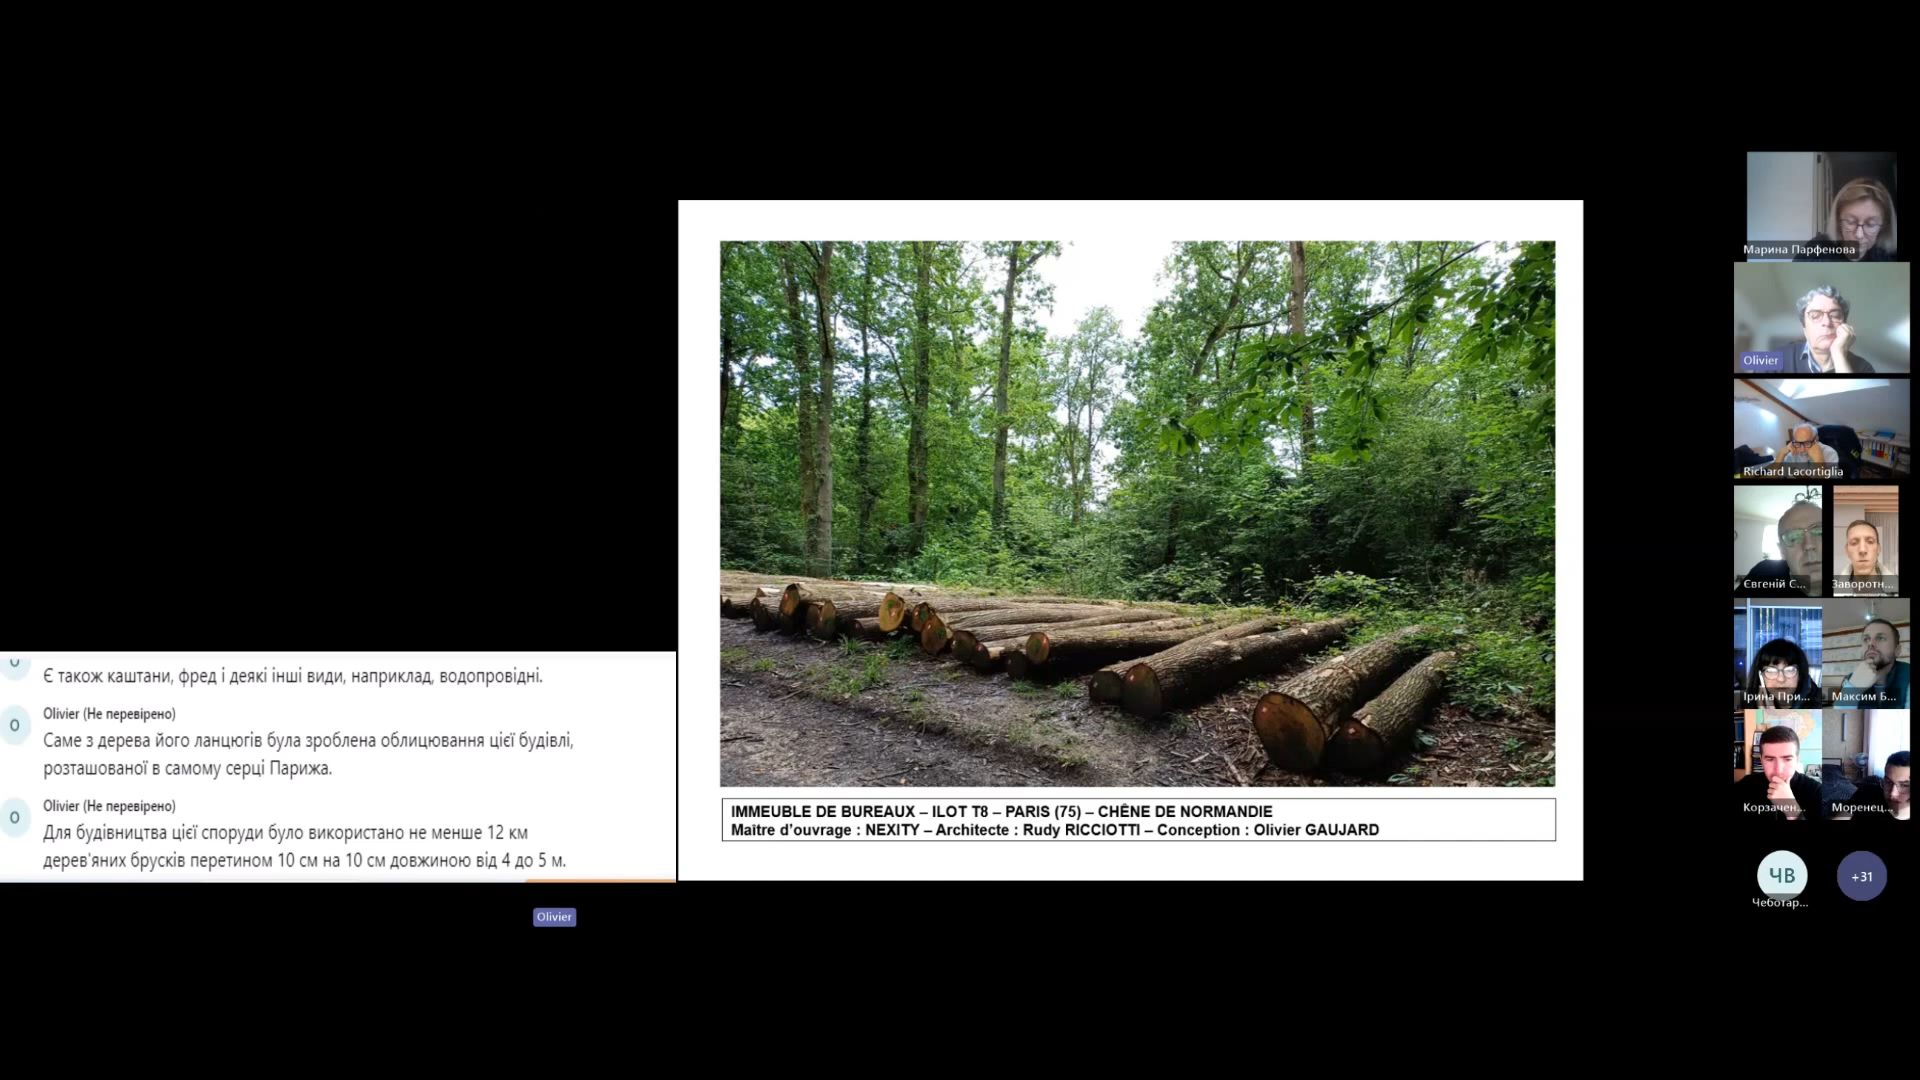 Є також каштани, фред і деякі інші види, наприклад, водопровідні.
O
Olivier (Не перевірено)
Саме з дерева його ланцюгів була зроблена облицювання цієї будівлі,
розташованої в самому серці Парижа.
O
Olivier (Не перевірено)
Для будівництва цієї споруди було використано не менше 12 км
дерев'яних брусків перетином 10 см на 10 см довжиною від 4 до 5 м.
Olivier
IMMEUBLE DE BUREAUX – ILOT T8 – PARIS (75) – CHÊNE DE NORMANDIE
Maître d'ouvrage : NEXITY – Architecte : Rudy RICCIOTTI – Conception : Olivier GAUJARD
Марина Парфенова
Olivier
Richard Lacortiglia
Євгеній Є...
Заворотн...
Ірина При...
Максим Б...
Корзачен...
Моренец...
ЧВ
+31
Чеботар...